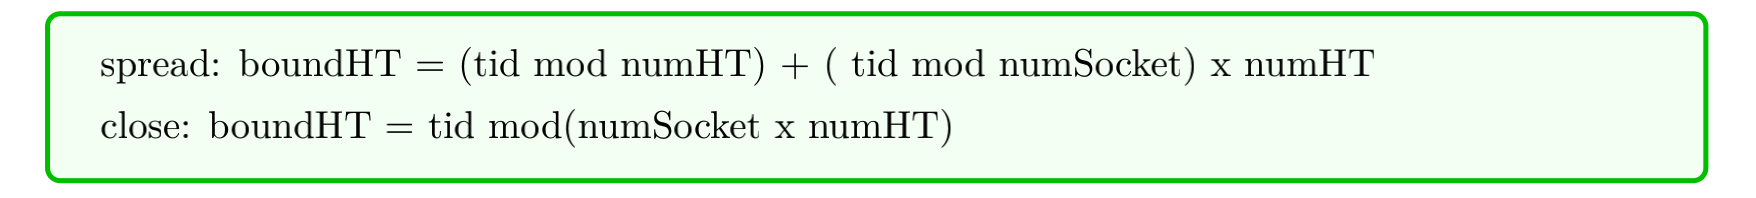 spread: boundHT = (tid mod numHT) + ( tid mod numSocket) x numHT
close: boundHT = tid mod(numSocket x numHT)